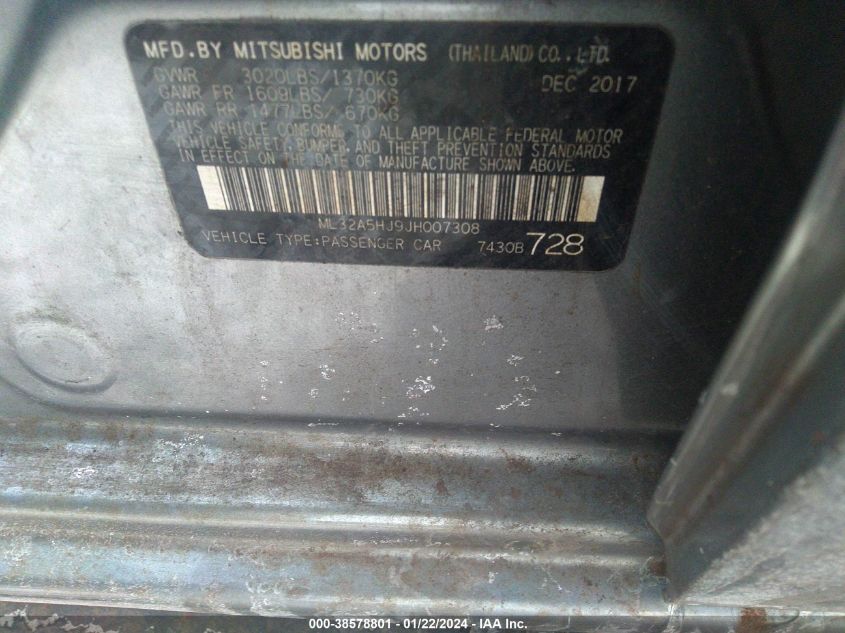 MFD.BY MITSUBISHI MOTORS (THAILAND) CO., LTD.
GVWR 3020LBS/1370KG DEC 2017
GAWR FR 1609LBS/ 730KG
GAWR RR 1477LBS/ 670KG
THIS VEHICLE CONFORMS TO ALL APPLICABLE FEDERAL MOTOR
VEHICLE SAFETY, BUMPER, AND THEFT PREVENTION STANDARDS
IN EFFECT ON THE DATE OF MANUFACTURE SHOWN ABOVE.
ML32A5HJ9JH007308
VEHICLE TYPE:PASSENGER CAR 7430B 728
000-38578801 - 01/22/2024 - IAA Inc.